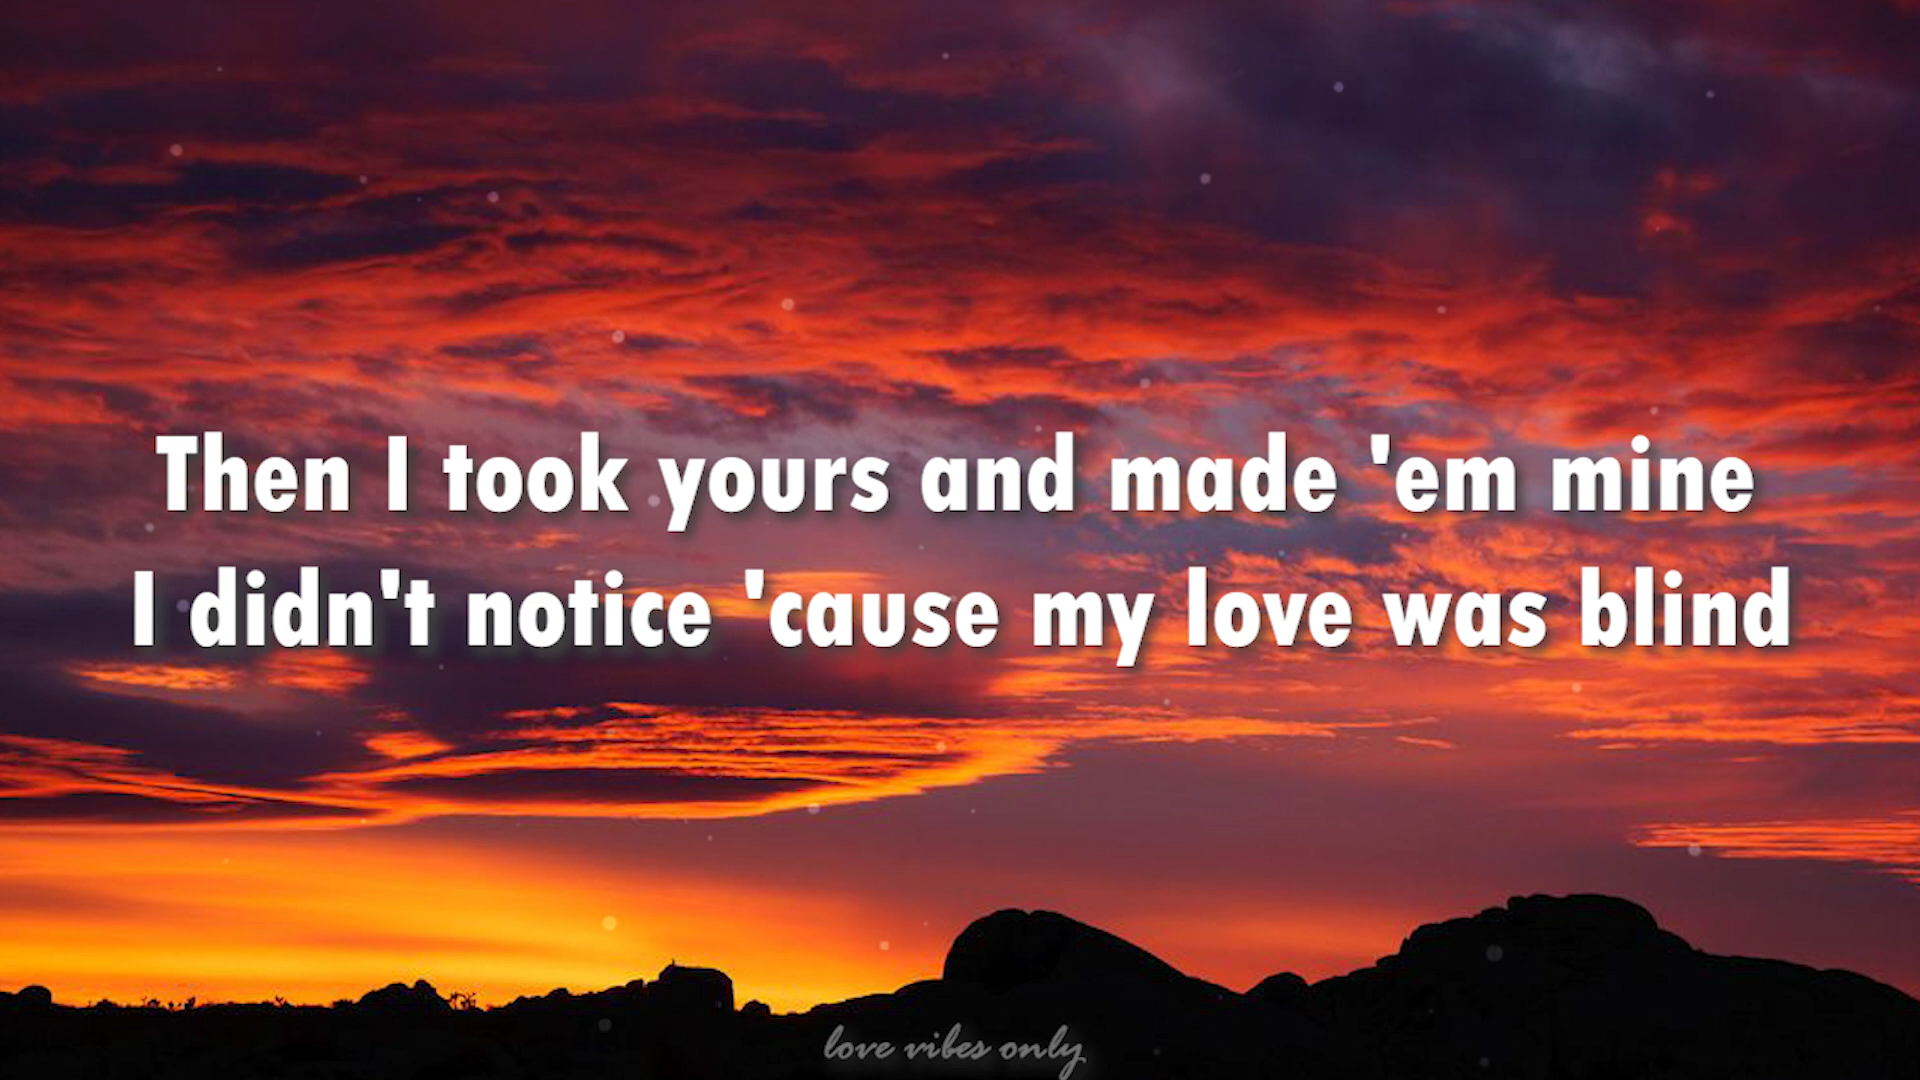 Then I took yours and made 'em mine
I didn't notice 'cause my love was blind
love vibes only